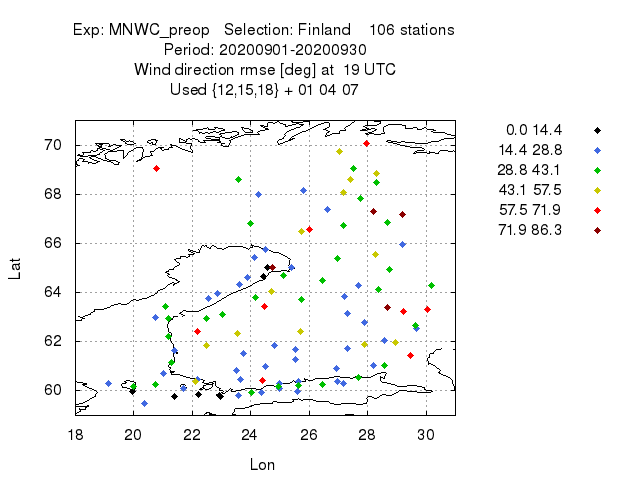 Exp: MNWC_preop   Selection: Finland    106 stations
Period: 20200901-20200930
Wind direction rmse [deg] at  19 UTC
Used {12,15,18} + 01 04 07
0.0 14.4
14.4 28.8
28.8 43.1
43.1 57.5
57.5 71.9
71.9 86.3
70
68
66
64
62
60
Lat
18 20 22 24 26 28 30
Lon